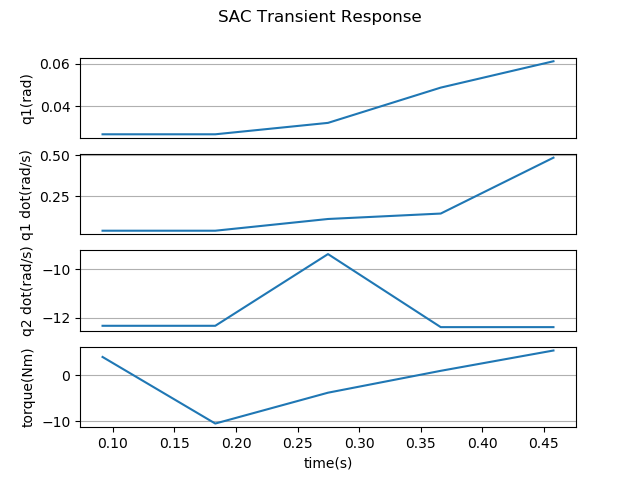 SAC Transient Response
0.06
0.04
q1(rad)
0.50
0.25
q1 dot(rad/s)
−10
−12
q2 dot(rad/s)
0
−10
torque(Nm)
0.10 0.15 0.20 0.25 0.30 0.35 0.40 0.45
time(s)